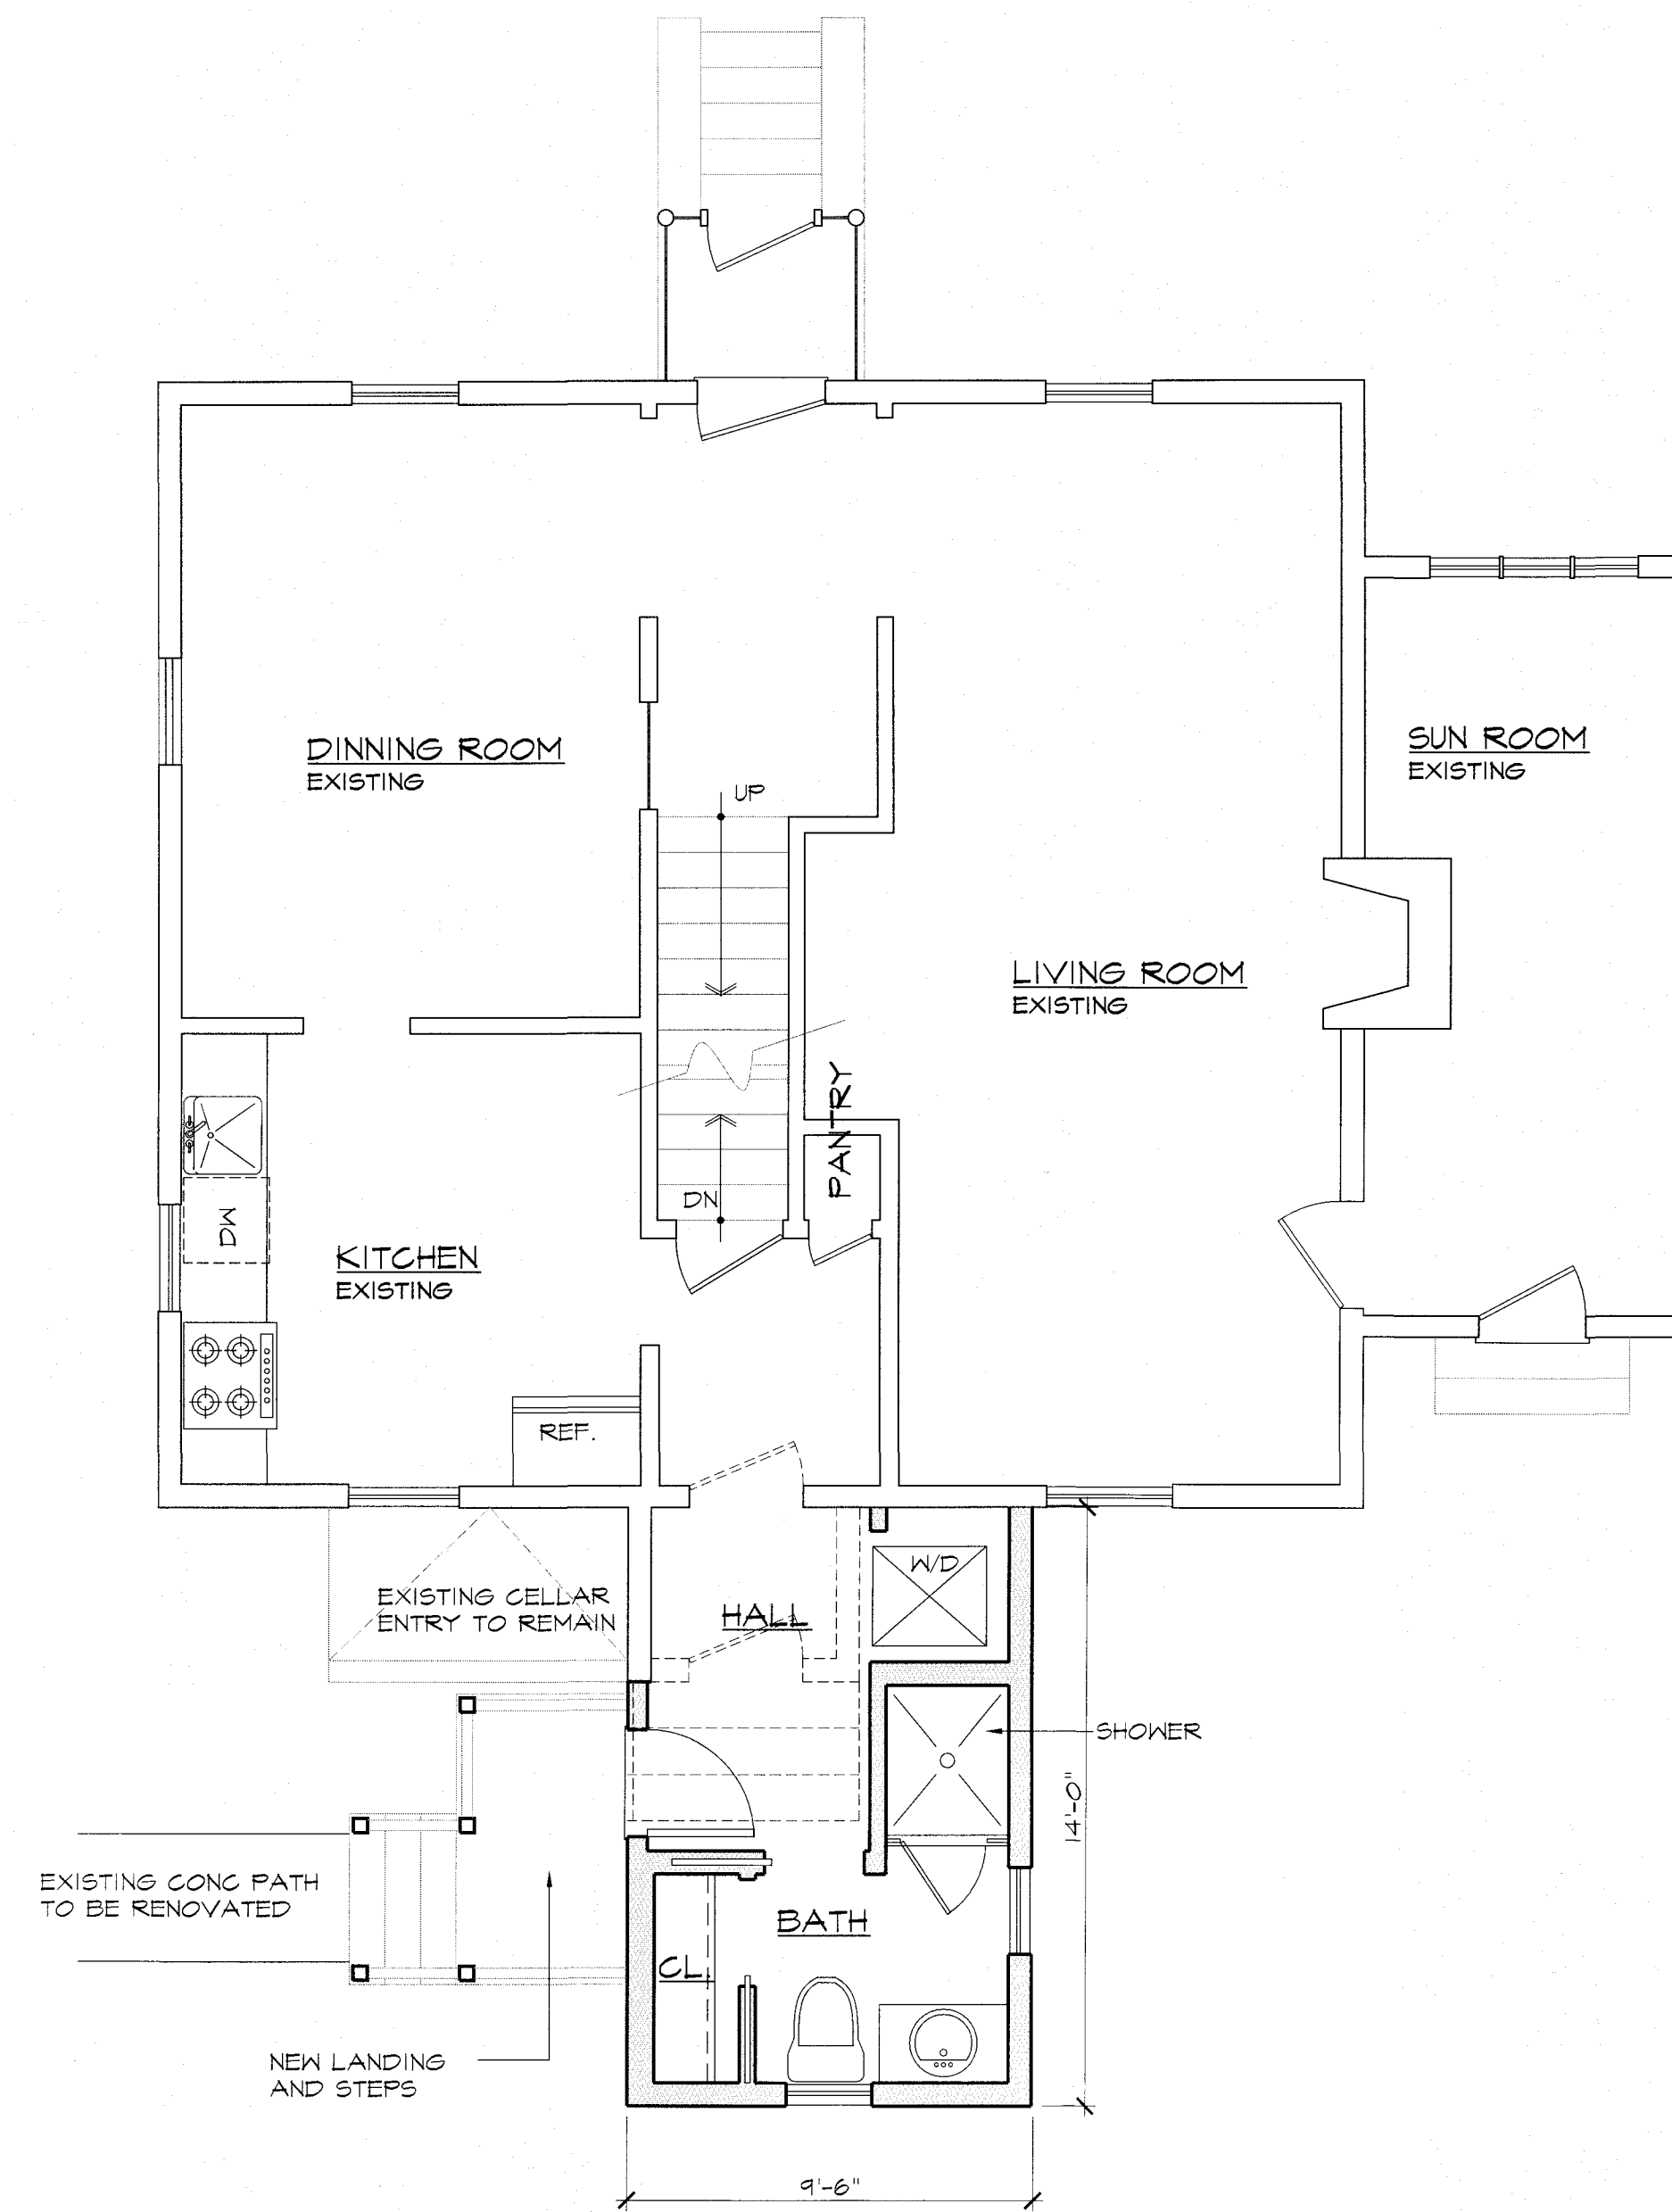 DINNING ROOM
EXISTING
SUN ROOM
EXISTING
UP
LIVING ROOM
EXISTING
PANTRY
DN
DW
KITCHEN
EXISTING
REF.
W/D
EXISTING CELLAR
ENTRY TO REMAIN
HALL
SHOWER
14'-0"
EXISTING CONC PATH
TO BE RENOVATED
BATH
CL.
NEW LANDING
AND STEPS
9'-6"